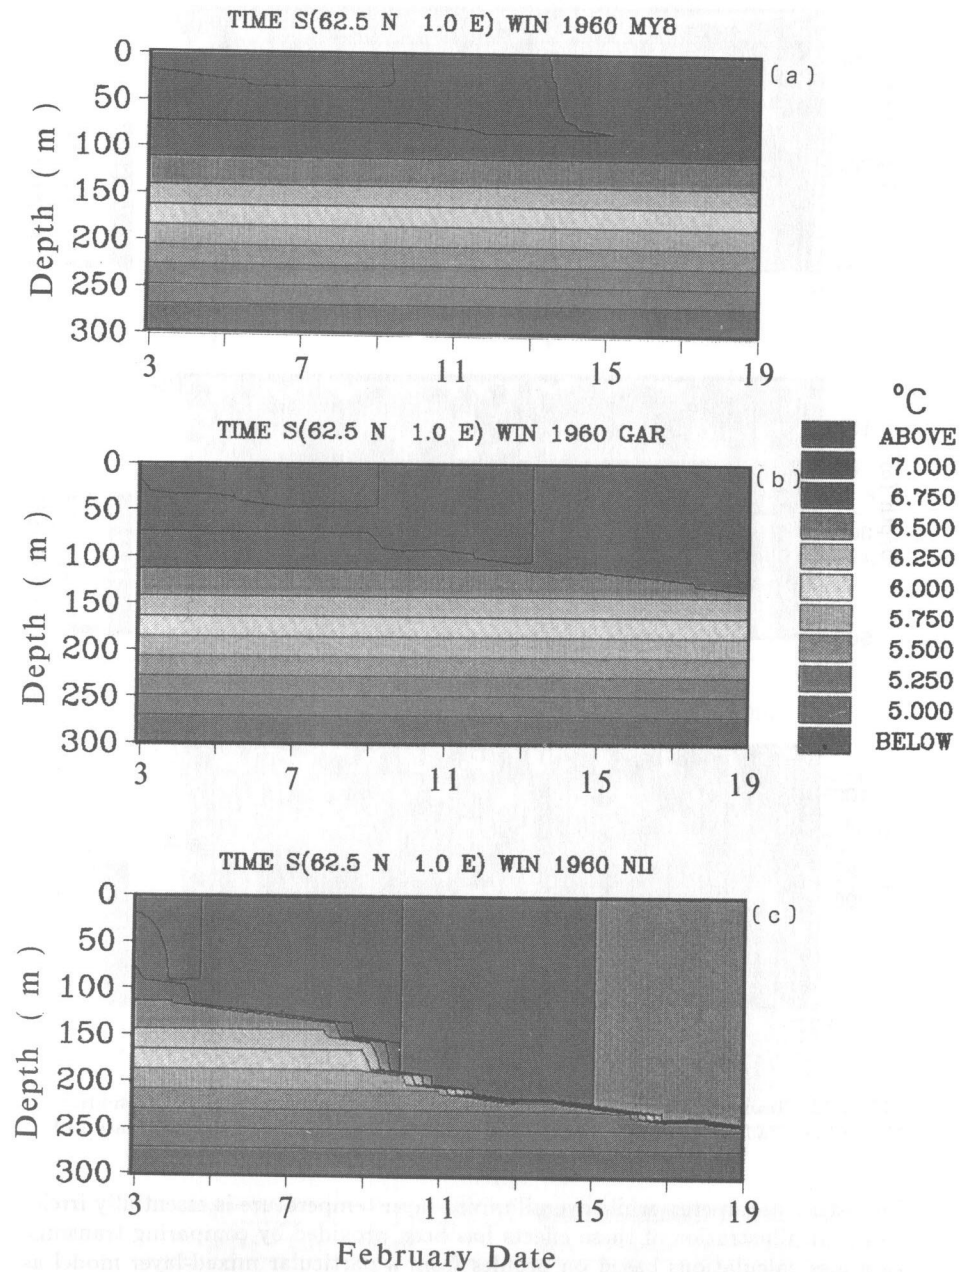 TIME S(62.5 N 1.0 E) WIN 1960 MY8
(a)
Depth ( m )
0
50
100
150
200
250
300
3 7 11 15 19
TIME S(62.5 N 1.0 E) WIN 1960 GAR
(b)
Depth ( m )
0
50
100
150
200
250
300
3 7 11 15 19
°C
ABOVE
7.000
6.750
6.500
6.250
6.000
5.750
5.500
5.250
5.000
BELOW
TIME S(62.5 N 1.0 E) WIN 1960 NII
(c)
Depth ( m )
0
50
100
150
200
250
300
3 7 11 15 19
February Date